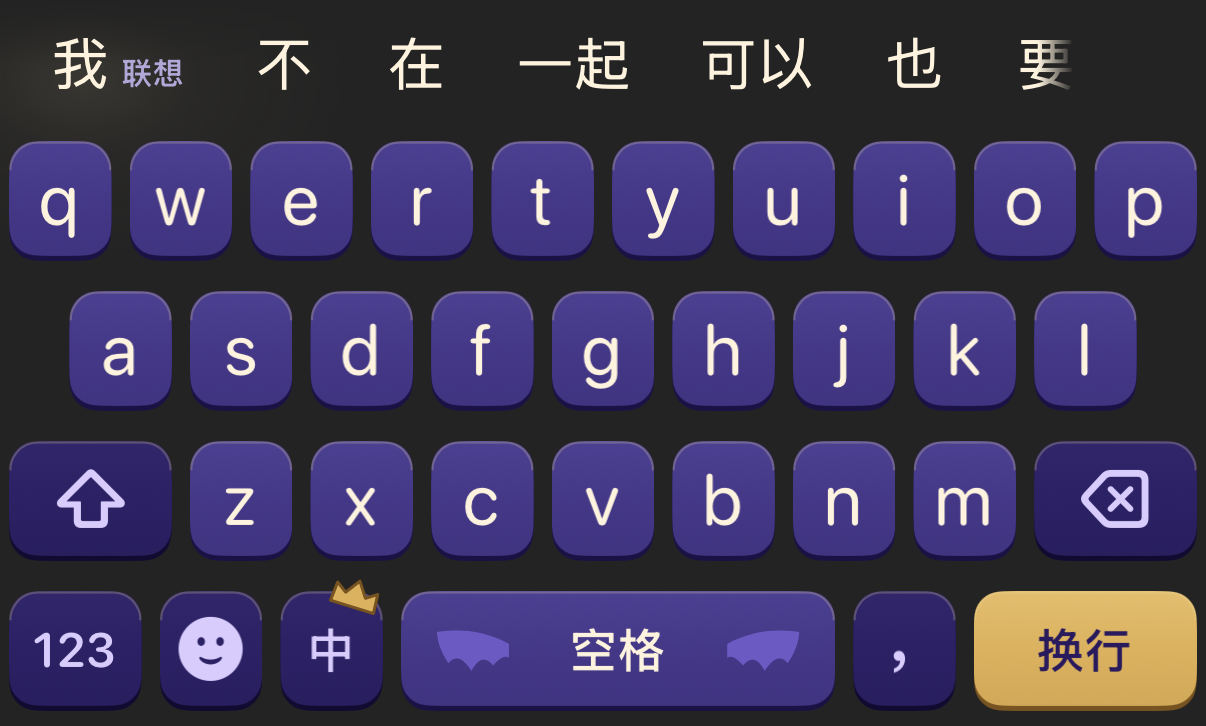 我 联想 不 在 一起 可以 也 要
q w e r t y u i o p
a s d f g h j k l
z x c v b n m
123 中 空格 ， 换行